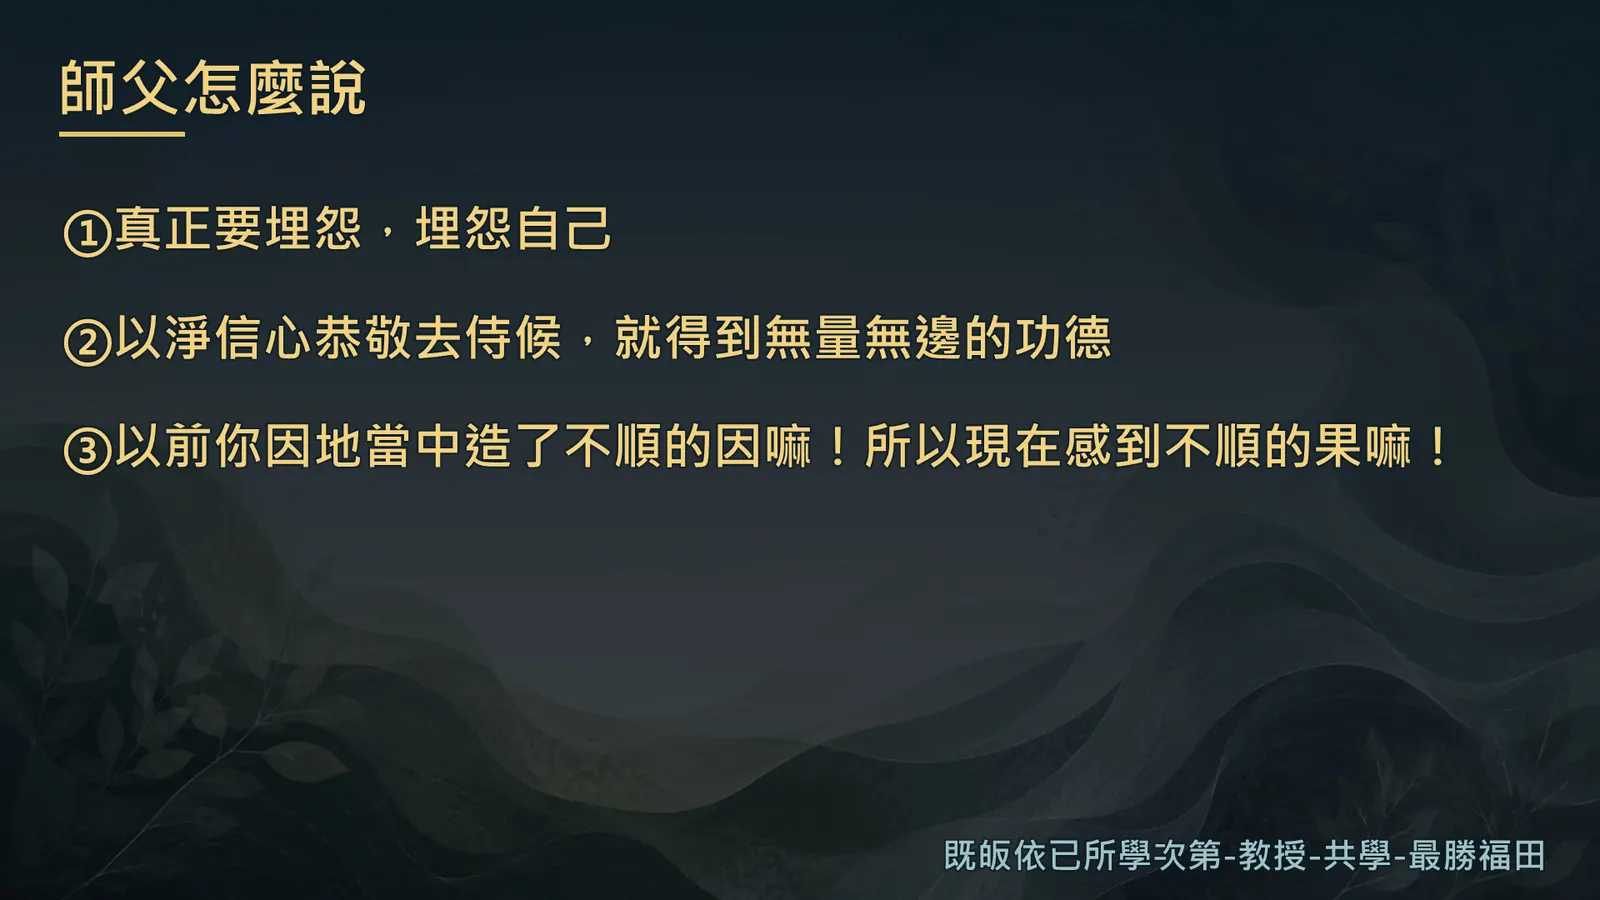 師父怎麼說
①真正要埋怨，埋怨自己
②以淨信心恭敬去侍候，就得到無量無邊的功德
③以前你因地當中造了不順的因嘛！所以現在感到不順的果嘛！
既皈依已所學次第-教授-共學-最勝福田